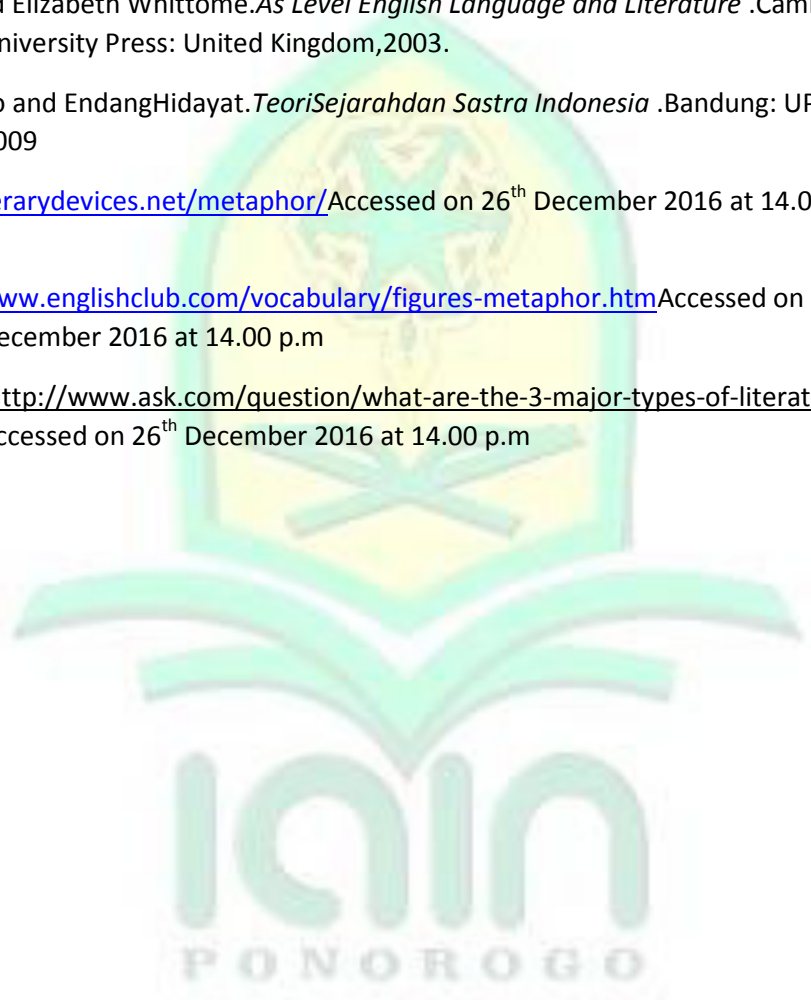 Elizabeth Whittome.As Level English Language and Literature .
niversity Press: United Kingdom,2003.
and EndangHidayat.TeoriSejarahdan Sastra Indonesia .Bandung:
009
erarydevices.net/metaphor/Accessed on 26th December 2016 at 14.0
ww.englishclub.com/vocabulary/figures-metaphor.htmAccessed on
ecember 2016 at 14.00 p.m
ttp://www.ask.com/question/what-are-the-3-major-types-of-literat
ccessed on 26th December 2016 at 14.00 p.m
iain
PONOROGO